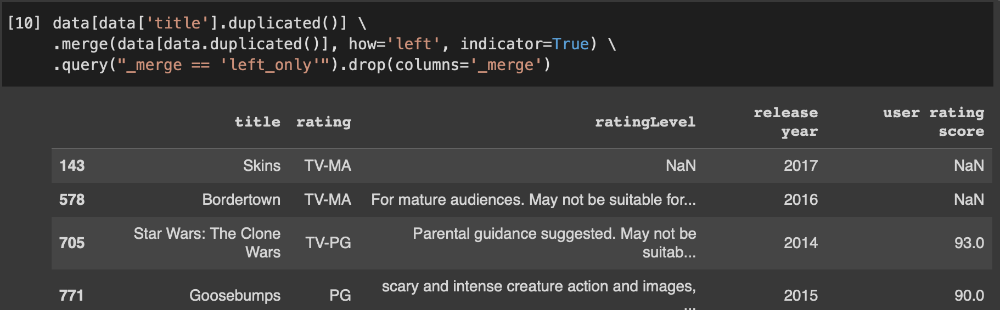 [10] data[data['title'].duplicated()] \
.merge(data[data.duplicated()], how='left', indicator=True) \
.query("_merge == 'left_only'").drop(columns='_merge')
title rating ratingLevel release year user rating score
143 Skins TV-MA NaN 2017 NaN
578 Bordertown TV-MA For mature audiences. May not be suitable for... 2016 NaN
705 Star Wars: The Clone Wars TV-PG Parental guidance suggested. May not be suitab... 2014 93.0
771 Goosebumps PG scary and intense creature action and images, ... 2015 90.0